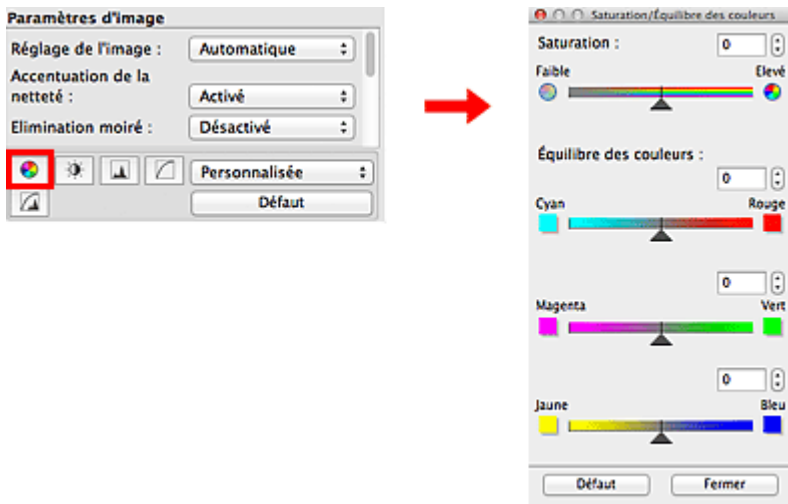 Paramètres d'image
Réglage de l'image :
Automatique
Accentuation de la
netteté :
Activé
Elimination moiré :
Désactivé
Personnalisée
Défaut
Saturation/Équilibre des couleurs
Saturation :
0
Faible
Elevé
Équilibre des couleurs :
0
Cyan
Rouge
0
Magenta
Vert
0
Jaune
Bleu
Défaut
Fermer